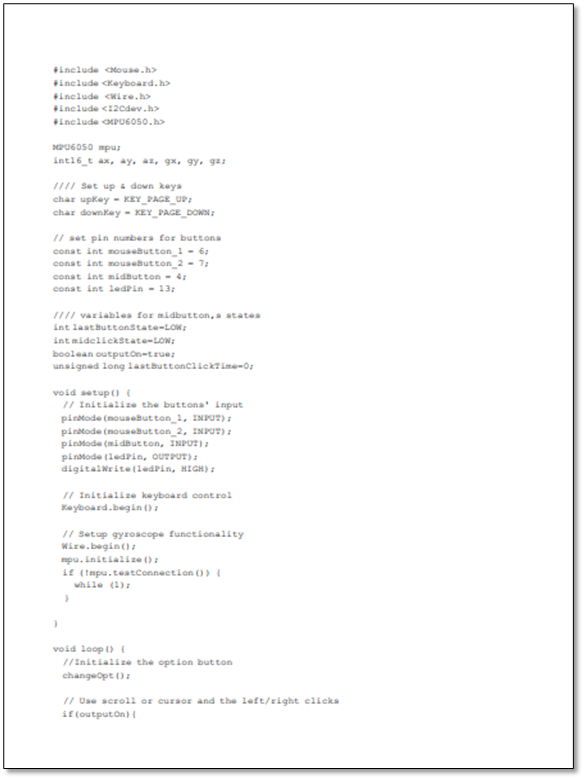 #include <Mouse.h>
#include <Keyboard.h>
#include <Wire.h>
#include <I2Cdev.h>
#include <MPU6050.h>
MPU6050 mpu;
int16_t ax, ay, az, gx, gy, gz;
//// Set up & down keys
char upKey = KEY_PAGE_UP;
char downKey = KEY_PAGE_DOWN;
// set pin numbers for buttons
const int mouseButton_1 = 6;
const int mouseButton_2 = 7;
const int midButton = 4;
const int ledPin = 13;
//// variables for midbutton,s states
int lastButtonState=LOW;
int midclickState=LOW;
boolean outputOn=true;
unsigned long lastButtonClickTime=0;
void setup() {
// Initialize the buttons' input
pinMode(mouseButton_1, INPUT);
pinMode(mouseButton_2, INPUT);
pinMode(midButton, INPUT);
pinMode(ledPin, OUTPUT);
digitalWrite(ledPin, HIGH);
// Initialize keyboard control
Keyboard.begin();
// Setup gyroscope functionality
Wire.begin();
mpu.initialize();
if (!mpu.testConnection()) {
while (1);
}
}
void loop() {
//Initialize the option button
changeOpt();
// Use scroll or cursor and the left/right clicks
if(outputOn){